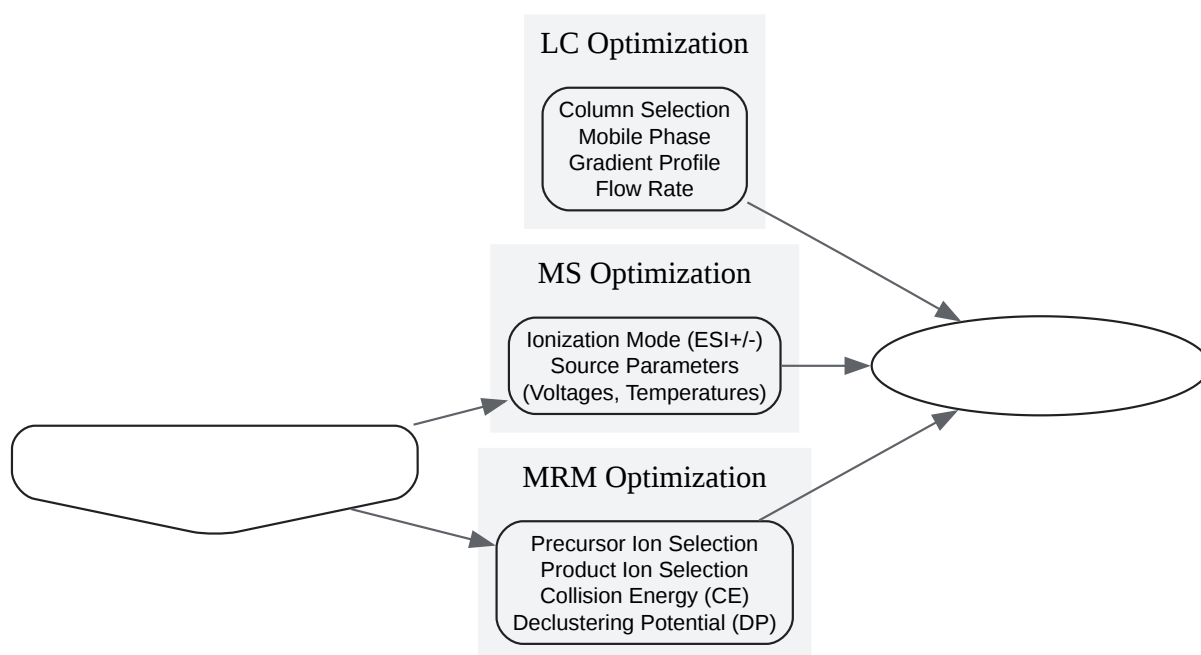 LC Optimization
Column Selection
Mobile Phase
Gradient Profile
Flow Rate
MS Optimization
Ionization Mode (ESI+/-)
Source Parameters
(Voltages, Temperatures)
MRM Optimization
Precursor Ion Selection
Product Ion Selection
Collision Energy (CE)
Declustering Potential (DP)